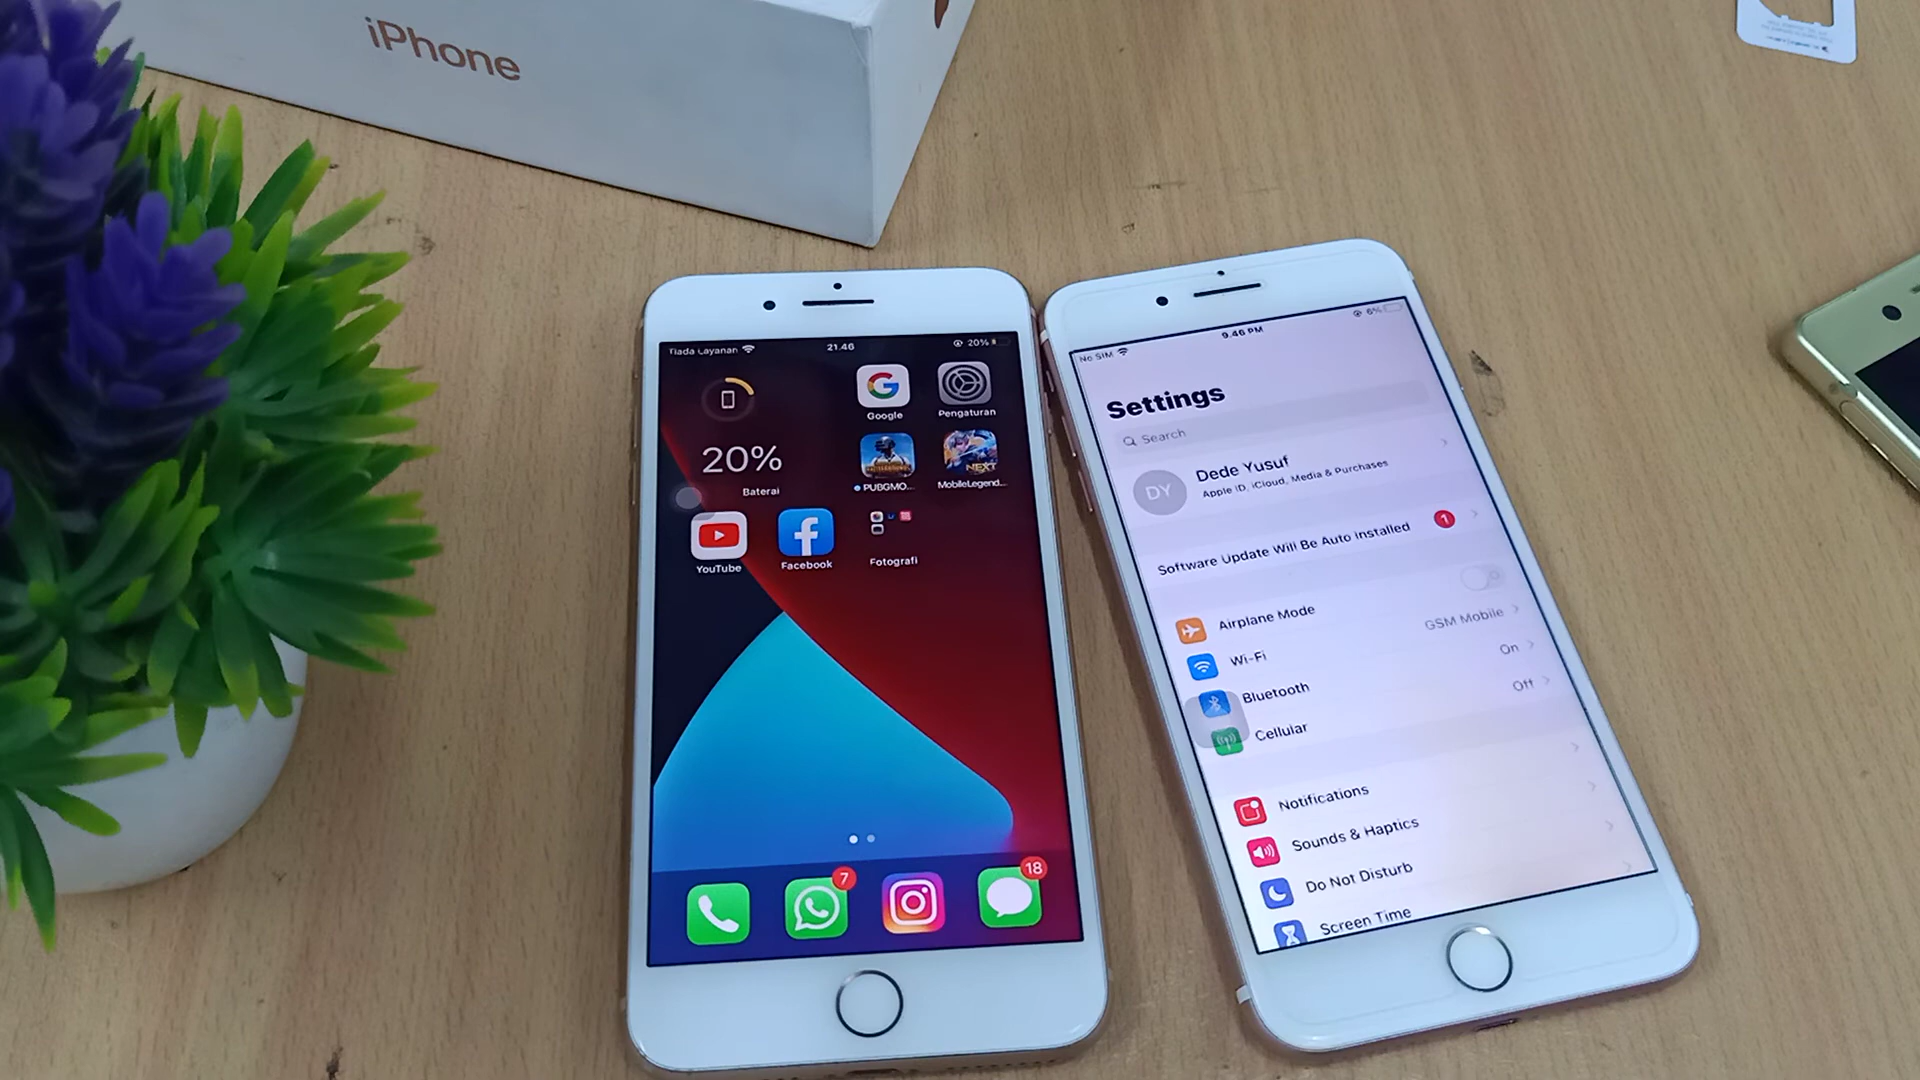 iPhone
Tiada Layanan
21.46
20%
20%
Baterai
Google
Pengaturan
PUBGMO...
NEXT
MobileLegend...
YouTube
Facebook
Fotografi
7
18
No SIM
9.46 PM
6%
Settings
Search
DY
Dede Yusuf
Apple ID, iCloud, Media & Purchases
Software Update Will Be Auto Installed
1
Airplane Mode
Wi-Fi
GSM Mobile
Bluetooth
On
Cellular
Off
Notifications
Sounds & Haptics
Do Not Disturb
Screen Time